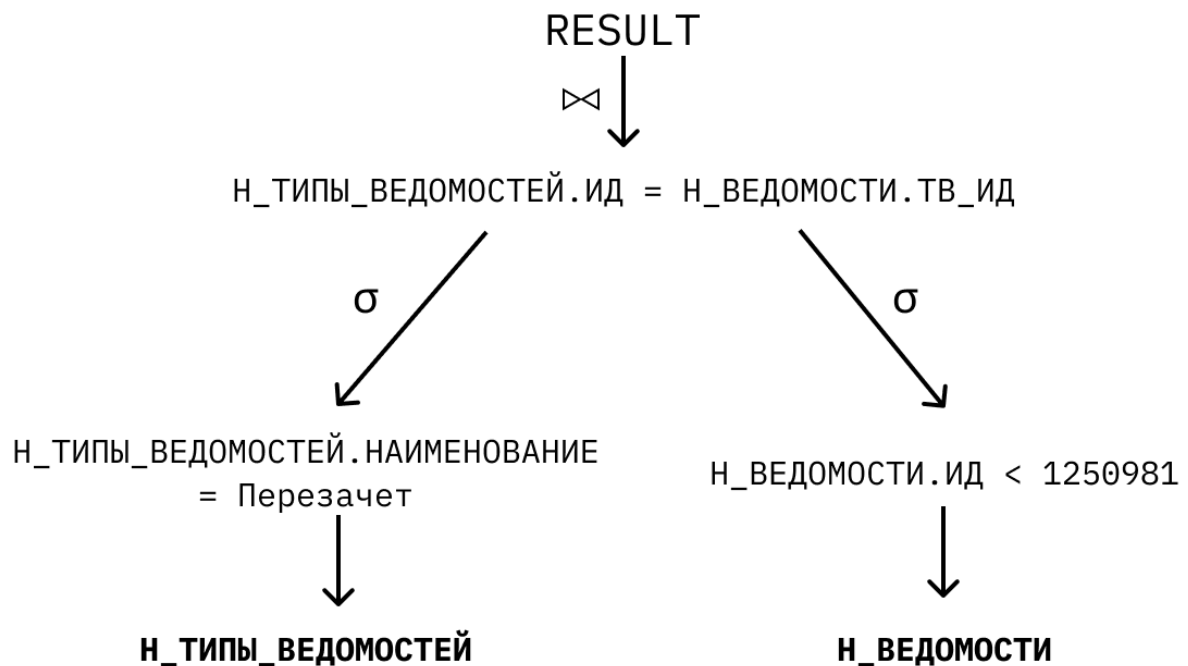 RESULT
⋈
Н_ТИПЫ_ВЕДОМОСТЕЙ.ИД = Н_ВЕДОМОСТИ.ТВ_ИД
σ σ
Н_ТИПЫ_ВЕДОМОСТЕЙ.НАИМЕНОВАНИЕ
= Перезачет
Н_ВЕДОМОСТИ.ИД < 1250981
Н_ТИПЫ_ВЕДОМОСТЕЙ
Н_ВЕДОМОСТИ